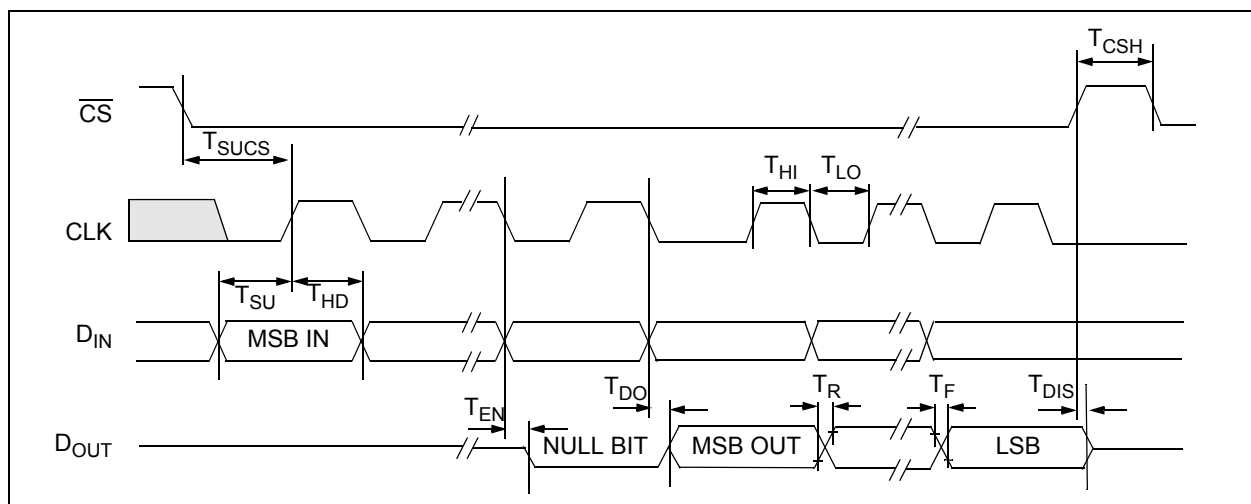 TCSH
CS
TSUCS
THI TLO
CLK
TSU THD
DIN MSB IN
TEN TDO TR TF TDIS
DOUT NULL BIT MSB OUT LSB